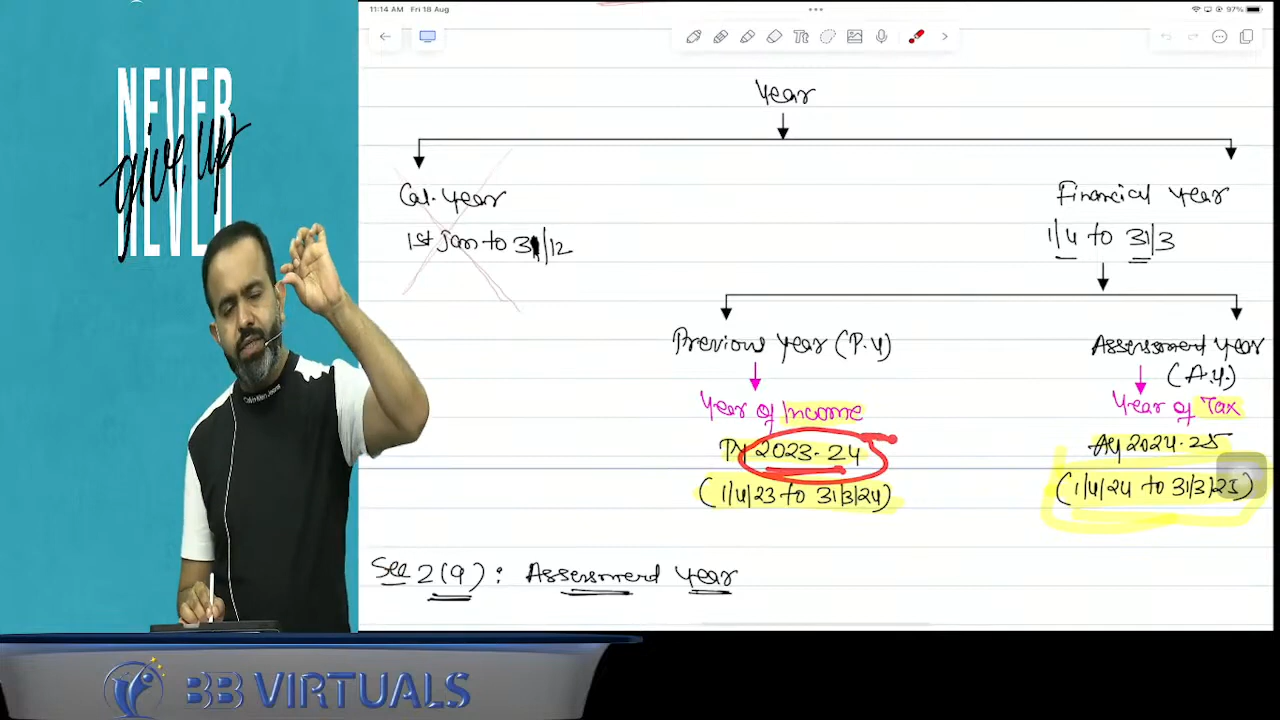 11:14 AM Fri 18 Aug
97%
NEVER
give up
NEVER
Year
Cal. Year
1st Jan to 31/12
Financial Year
1/4 to 31/3
Previous Year (P.Y)
Assessment Year
(A.Y.)
Year of Income
Year of Tax
PY 2023-24
AY 2024-25
(1/4/23 to 31/3/24)
(1/4/24 to 31/3/25)
Sec 2(9): Assessment Year
Calvin Klein Jeans
BB VIRTUALS